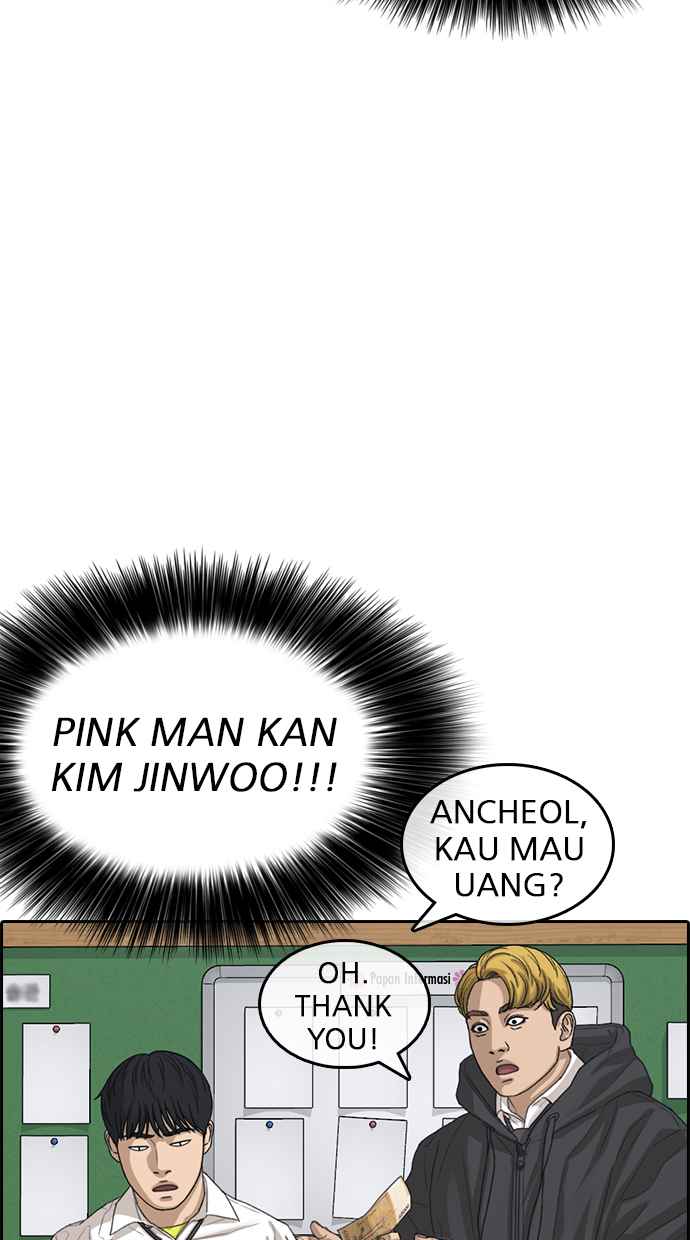 PINK MAN KAN
KIM JINWOO!!!
ANCHEOL,
KAU MAU
UANG?
OH.
THANK
YOU!
Papan Informasi